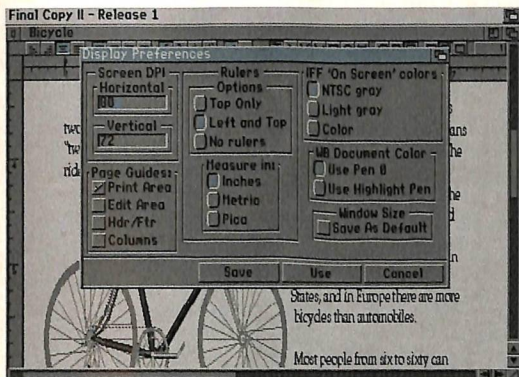 Final Copy II - Release 1
Bicycle
Display Preferences
Screen DPI
Horizontal
80
Vertical
72
Page Guides:
Print Area
Edit Area
Hdr/Ftr
Columns
Rulers
Options
Top Only
Left and Top
No rulers
Measure in:
Inches
Metric
Pica
IFF 'On Screen' colors
NTSC gray
Light gray
Color
WB Document Color
Use Pen 0
Use Highlight Pen
Window Size
Save As Default
Save
Use
Cancel
States, and in Europe there are more
bicycles than automobiles.
Most people from six to sixty can